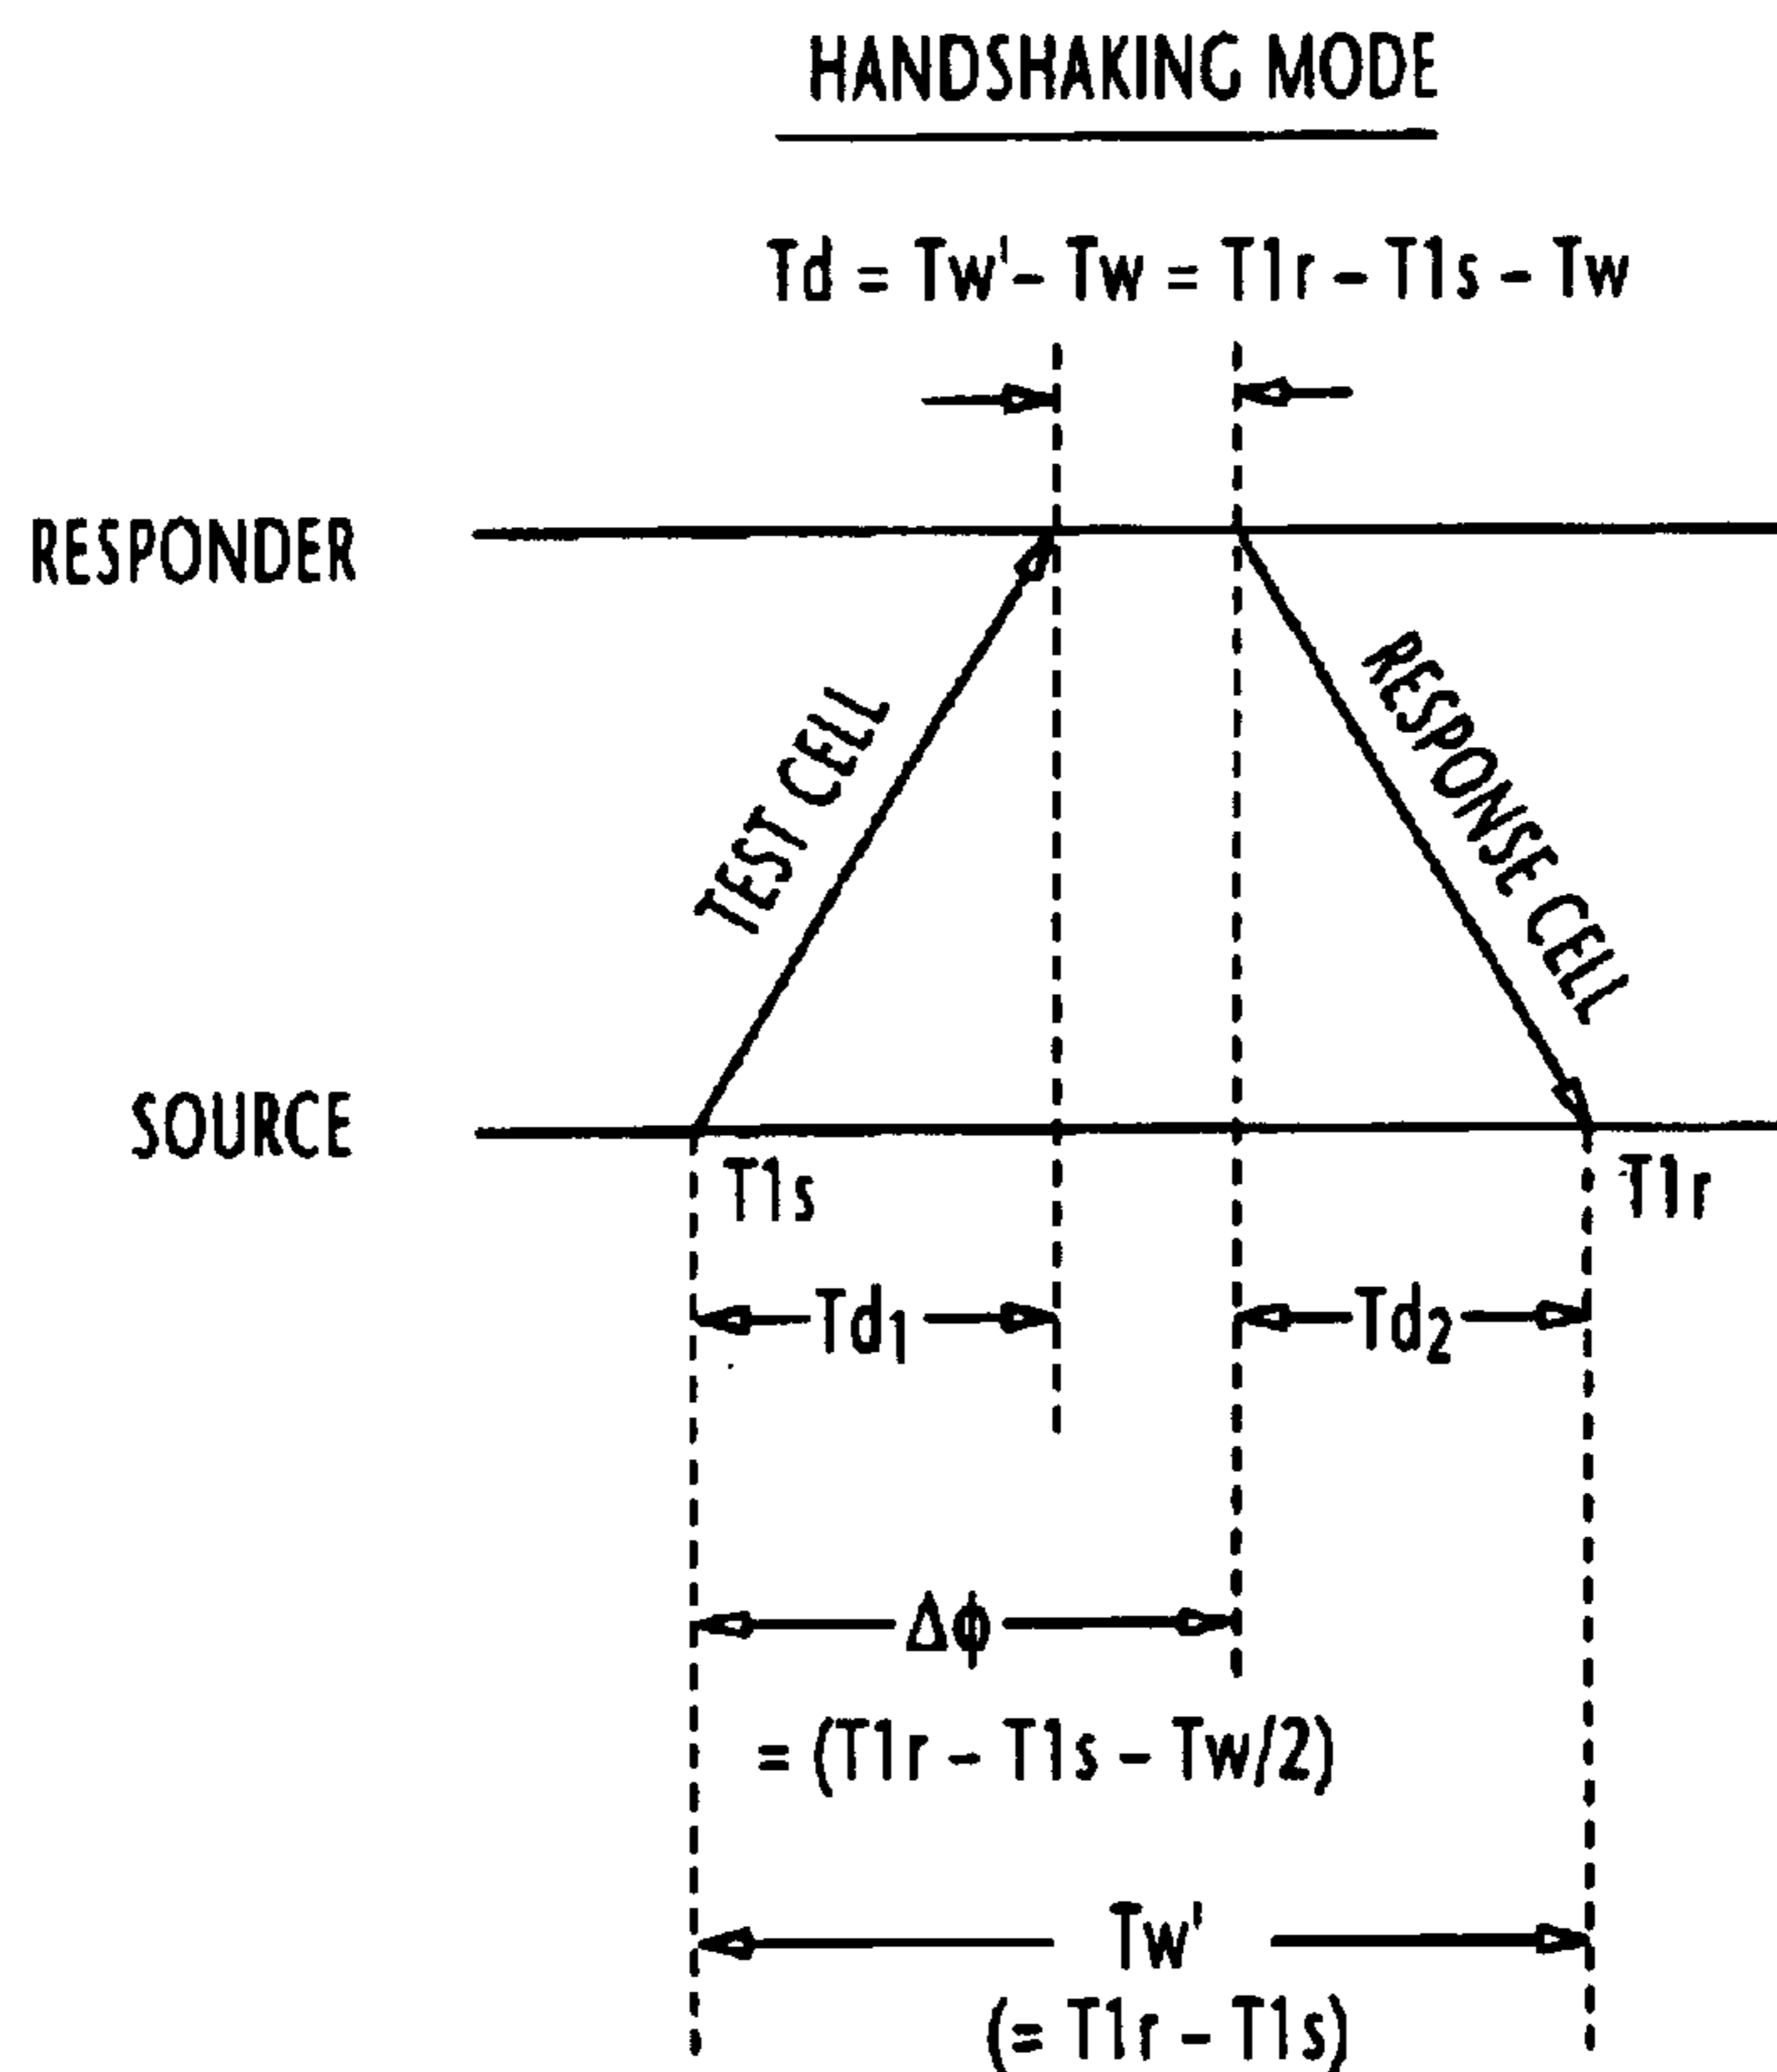 HANDSHAKING MODE
Td = Tw' - Tw = T1r - T1s - Tw
RESPONDER
TEST CELL
RESPONSE CELL
SOURCE
T1s
T1r
Td₁
Td₂
Δφ
= (T1r - T1s - Tw/2)
Tw'
(= T1r - T1s)